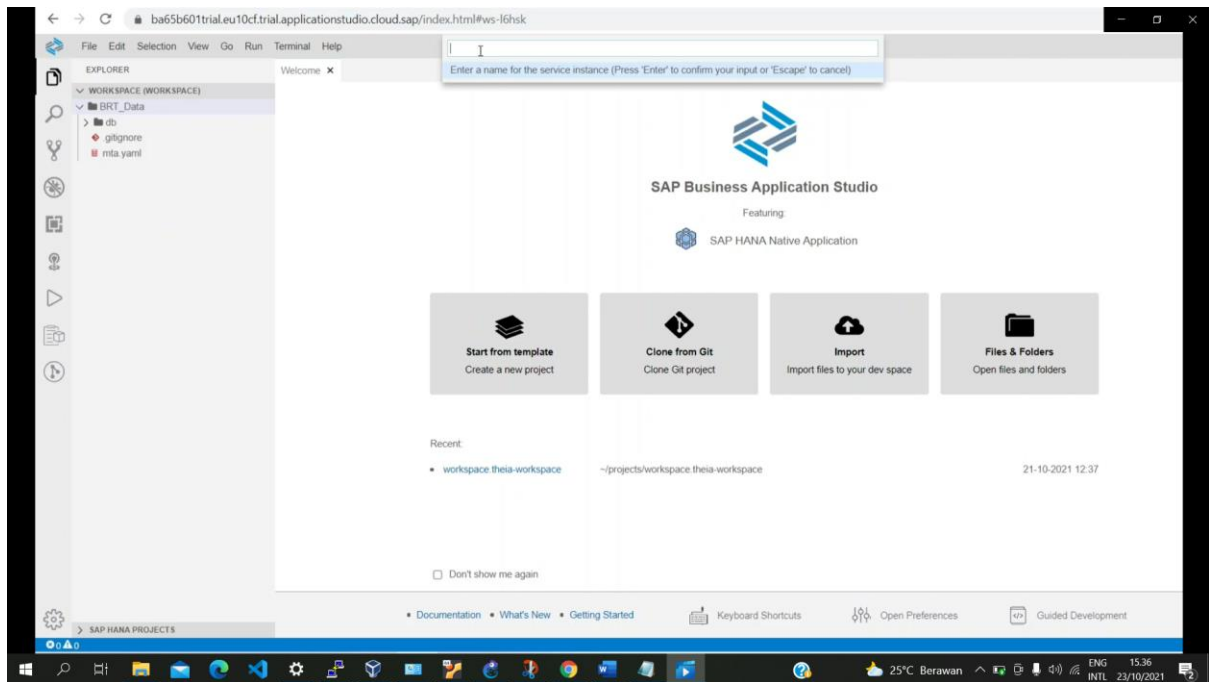 ba65b601trial.eu10cf.trial.applicationstudio.cloud.sap/index.html#ws-l6hsk
File Edit Selection View Go Run Terminal Help
Enter a name for the service instance (Press 'Enter' to confirm your input or 'Escape' to cancel)
EXPLORER
WORKSPACE (WORKSPACE)
BRT_Data
db
gitignore
mta.yaml
SAP HANA PROJECTS
Welcome
SAP Business Application Studio
Featuring:
SAP HANA Native Application
Start from template
Create a new project
Clone from Git
Clone Git project
Import
Import files to your dev space
Files & Folders
Open files and folders
Recent:
workspace.theia-workspace ~/projects/workspace.theia-workspace 21-10-2021 12.37
Don't show me again
• Documentation • What's New • Getting Started Keyboard Shortcuts Open Preferences Guided Development
0 0
25°C Berawan
ENG
INTL
15.36
23/10/2021
2